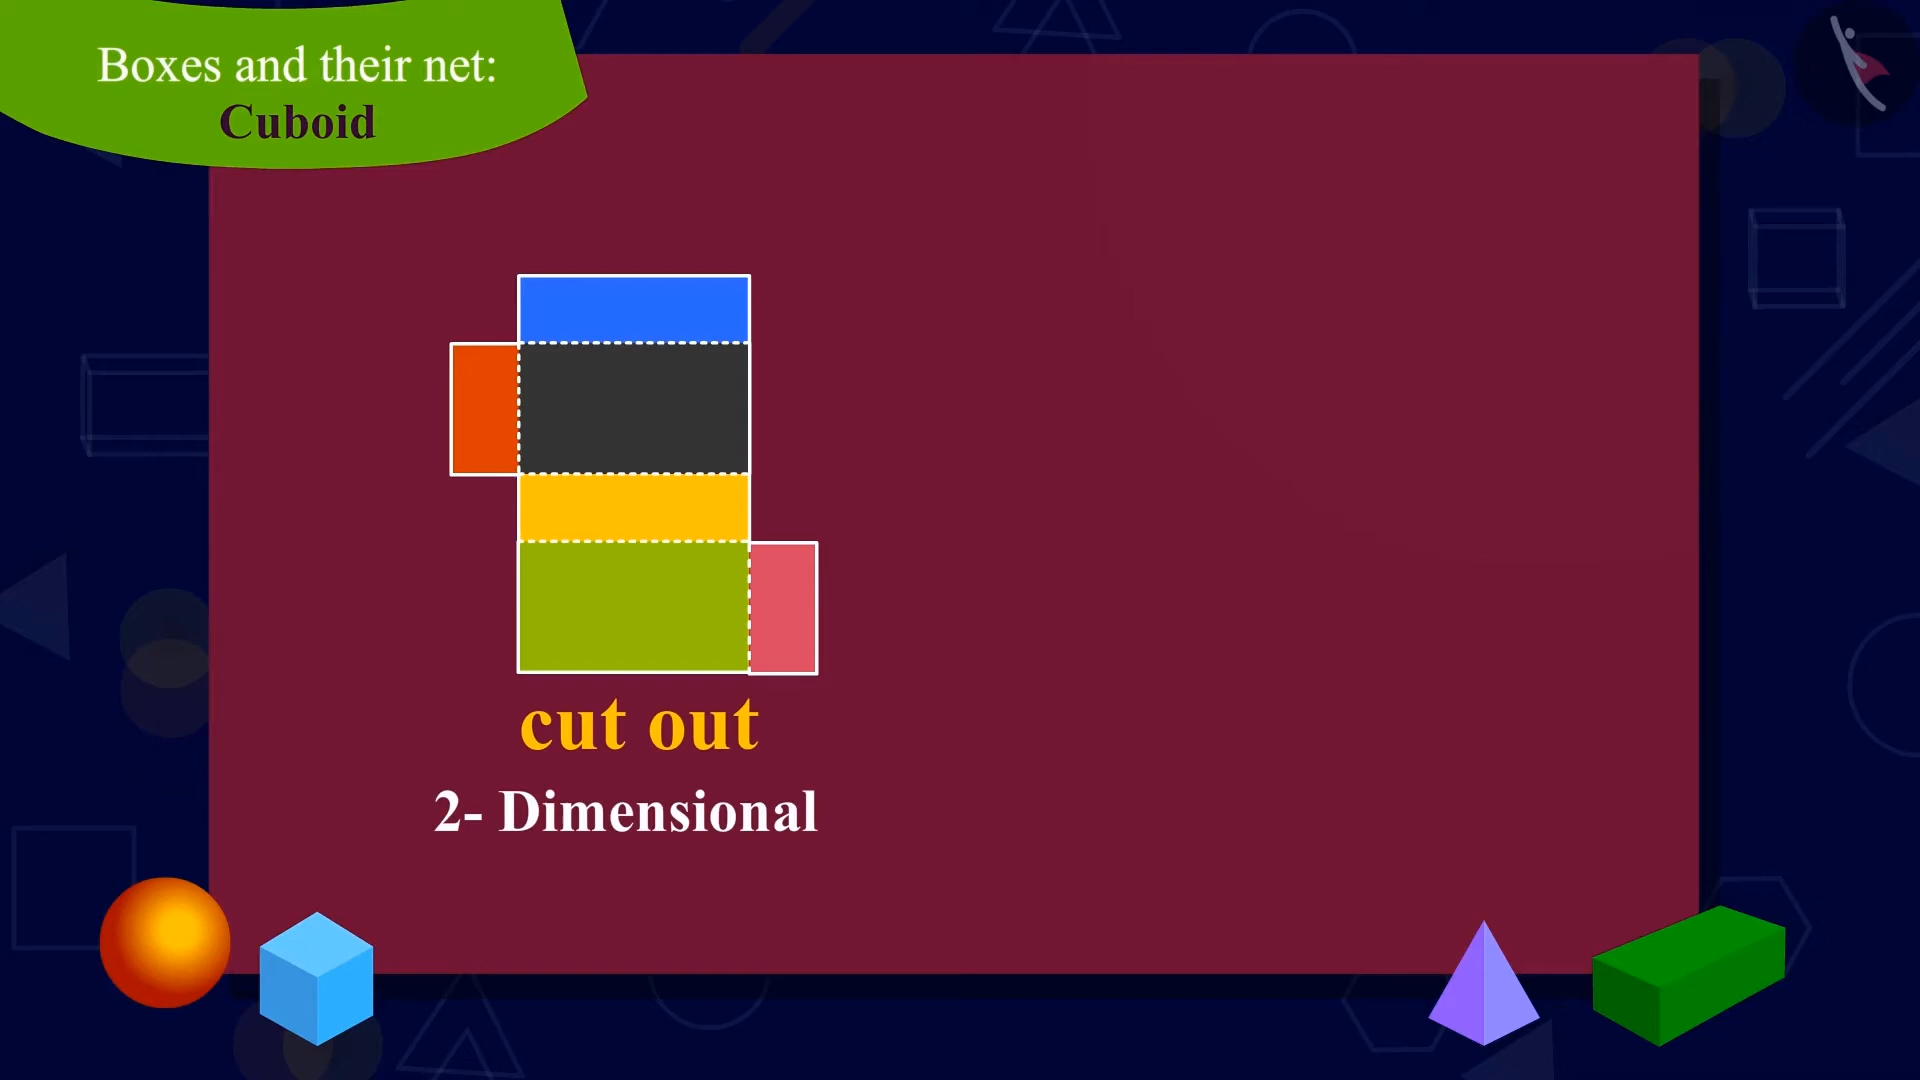 Boxes and their net:
Cuboid
cut out
2- Dimensional